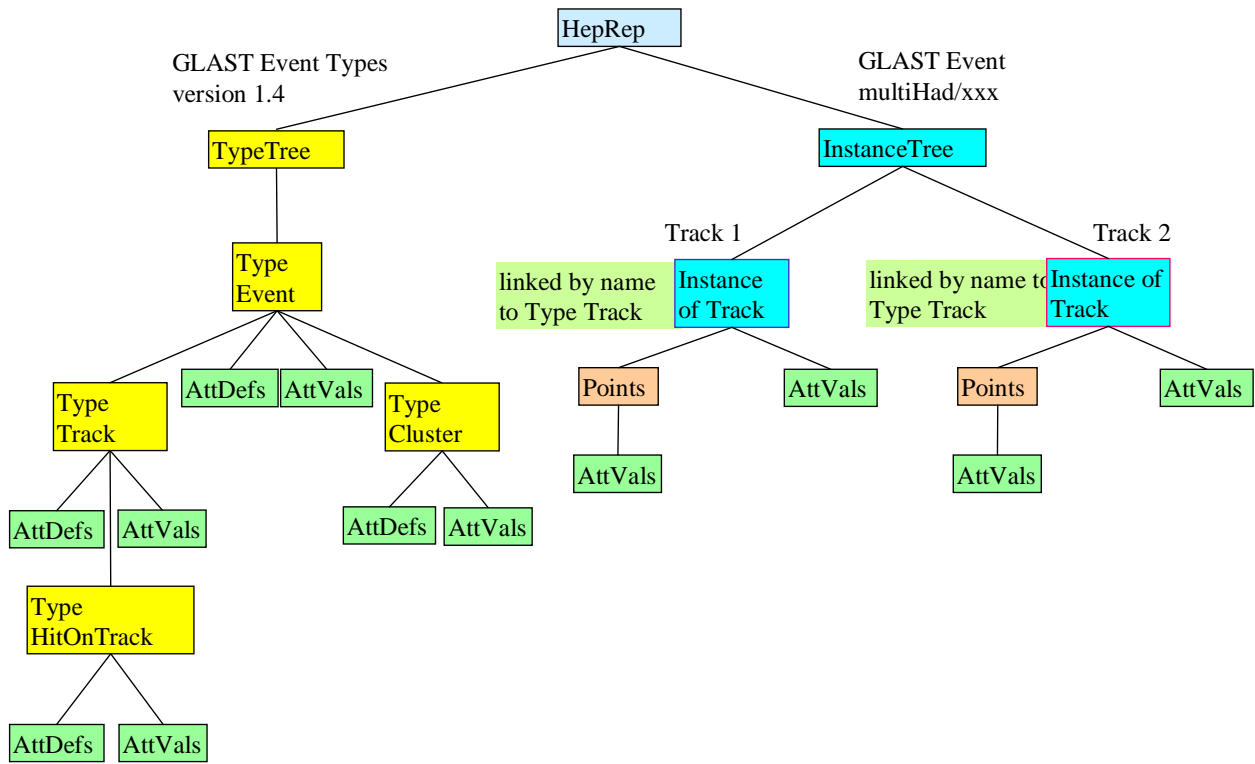 HepRep
GLAST Event Types
version 1.4
GLAST Event
multiHad/xxx
TypeTree
InstanceTree
Track 1
Track 2
Type
Event
linked by name
to Type Track
Instance
of Track
linked by name to
Type Track
Instance of
Track
AttDefs
AttVals
Points
AttVals
Points
AttVals
Type
Track
Type
Cluster
AttVals
AttVals
AttDefs
AttVals
AttDefs
AttVals
Type
HitOnTrack
AttDefs
AttVals